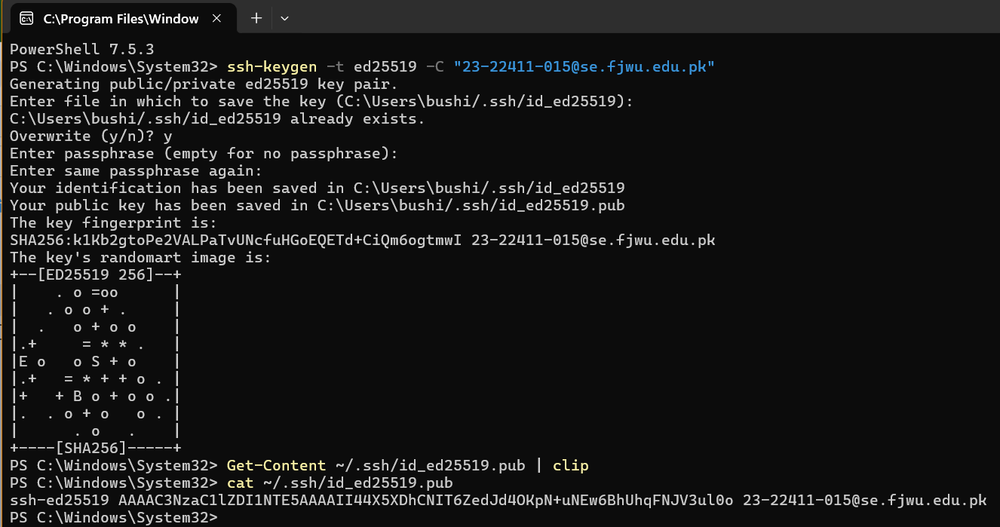 C:\Program Files\Window
PowerShell 7.5.3
PS C:\Windows\System32> ssh-keygen -t ed25519 -C "23-22411-015@se.fjwu.edu.pk"
Generating public/private ed25519 key pair.
Enter file in which to save the key (C:\Users\bushi/.ssh/id_ed25519):
C:\Users\bushi/.ssh/id_ed25519 already exists.
Overwrite (y/n)? y
Enter passphrase (empty for no passphrase):
Enter same passphrase again:
Your identification has been saved in C:\Users\bushi/.ssh/id_ed25519
Your public key has been saved in C:\Users\bushi/.ssh/id_ed25519.pub
The key fingerprint is:
SHA256:k1Kb2gtoPe2VALPaTvUNcfuHGoEQETd+CiQm6ogtmwI 23-22411-015@se.fjwu.edu.pk
The key's randomart image is:
+--[ED25519 256]--+
|    . o =oo      |
|   . o o + .     |
|  .   o + o o    |
|.+     = * * .   |
|E o   o S + o    |
|.+   = * + + o . |
|+   + B o + o o .|
|.  . o + o   o . |
|      . o   .    |
+----[SHA256]-----+
PS C:\Windows\System32> Get-Content ~/.ssh/id_ed25519.pub | clip
PS C:\Windows\System32> cat ~/.ssh/id_ed25519.pub
ssh-ed25519 AAAAC3NzaC1lZDI1NTE5AAAAII44X5XDhCNIT6ZedJd4OKpN+uNEw6BhUhqFNJV3ul0o 23-22411-015@se.fjwu.edu.pk
PS C:\Windows\System32>